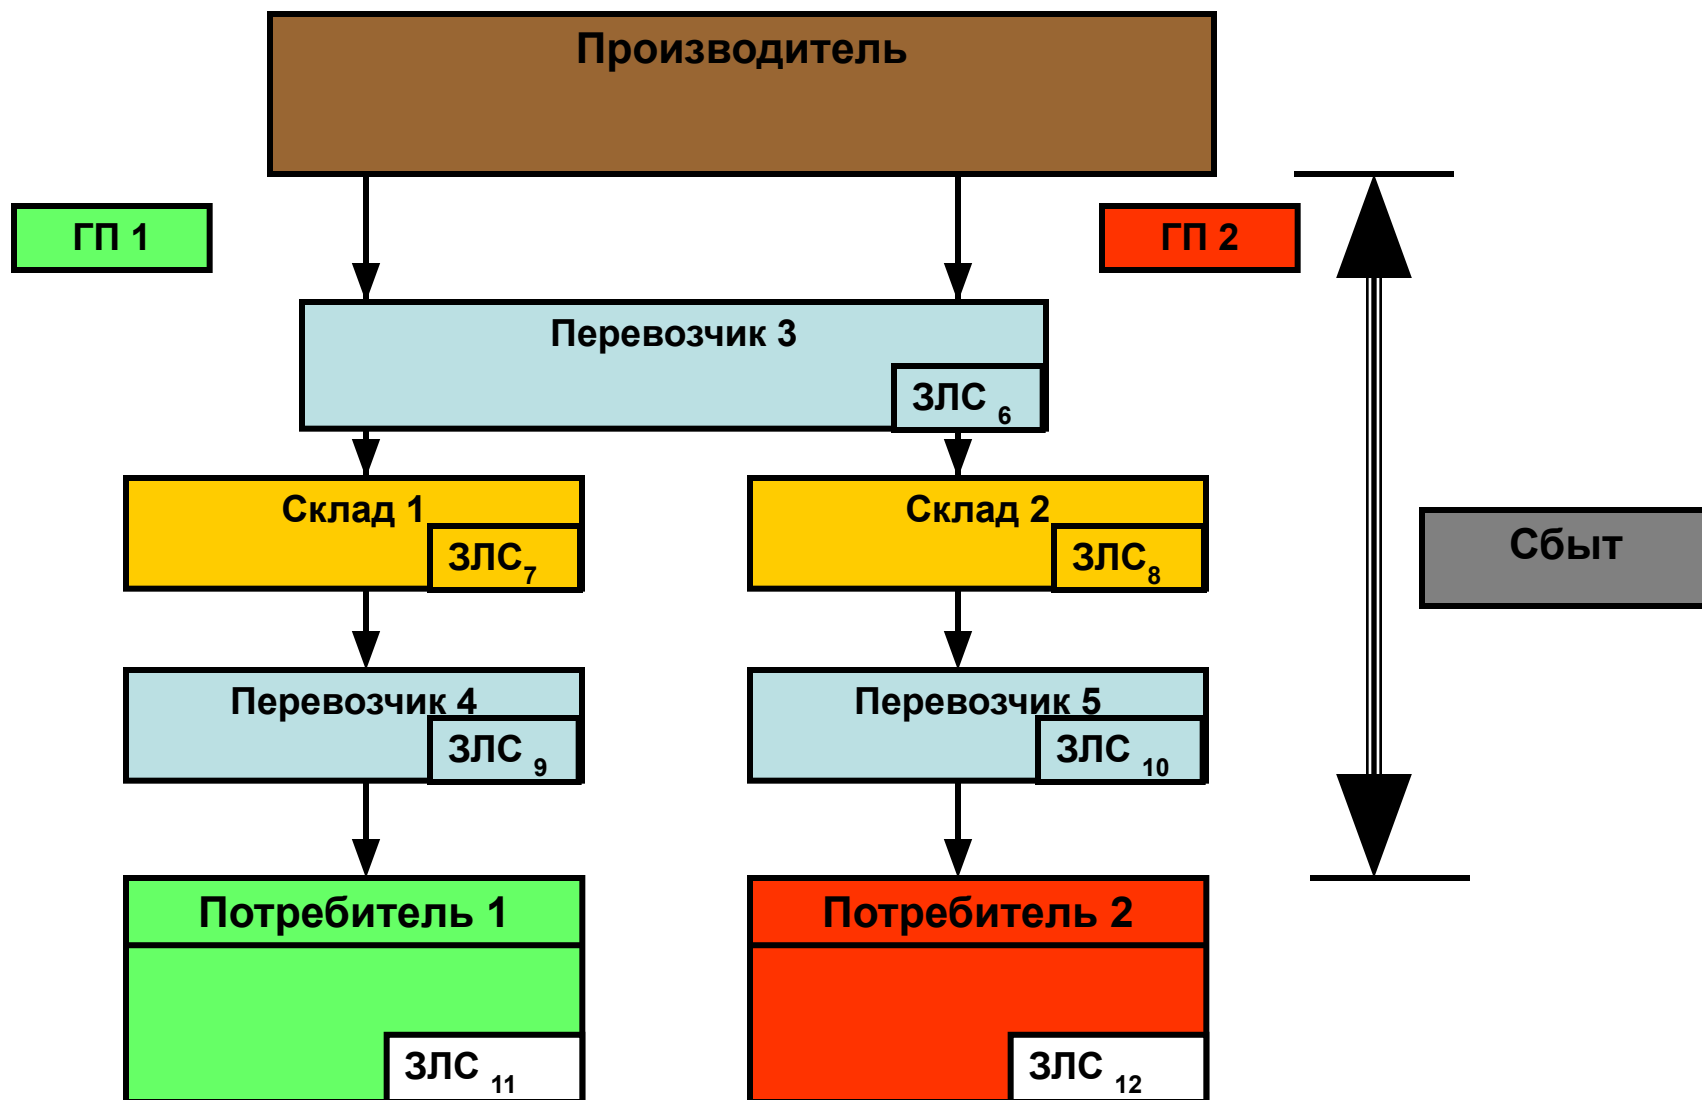 Производитель
ГП 1
ГП 2
Перевозчик 3
ЗЛС 6
Склад 1
ЗЛС7
Склад 2
ЗЛС8
Сбыт
Перевозчик 4
ЗЛС 9
Перевозчик 5
ЗЛС 10
Потребитель 1
ЗЛС 11
Потребитель 2
ЗЛС 12